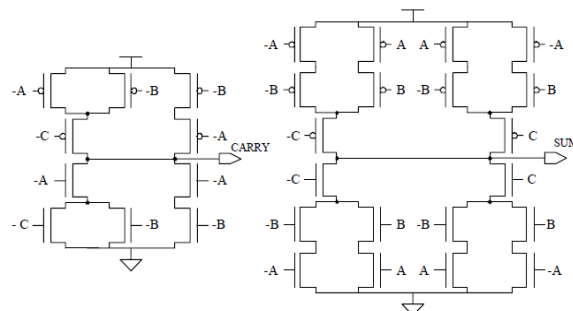 -A -A A A -A
-A -B -B -B B -B B
-C -A CARRY -C C SUM
-A -A -C C
- C -B -B -B B -B B
-A A A -A